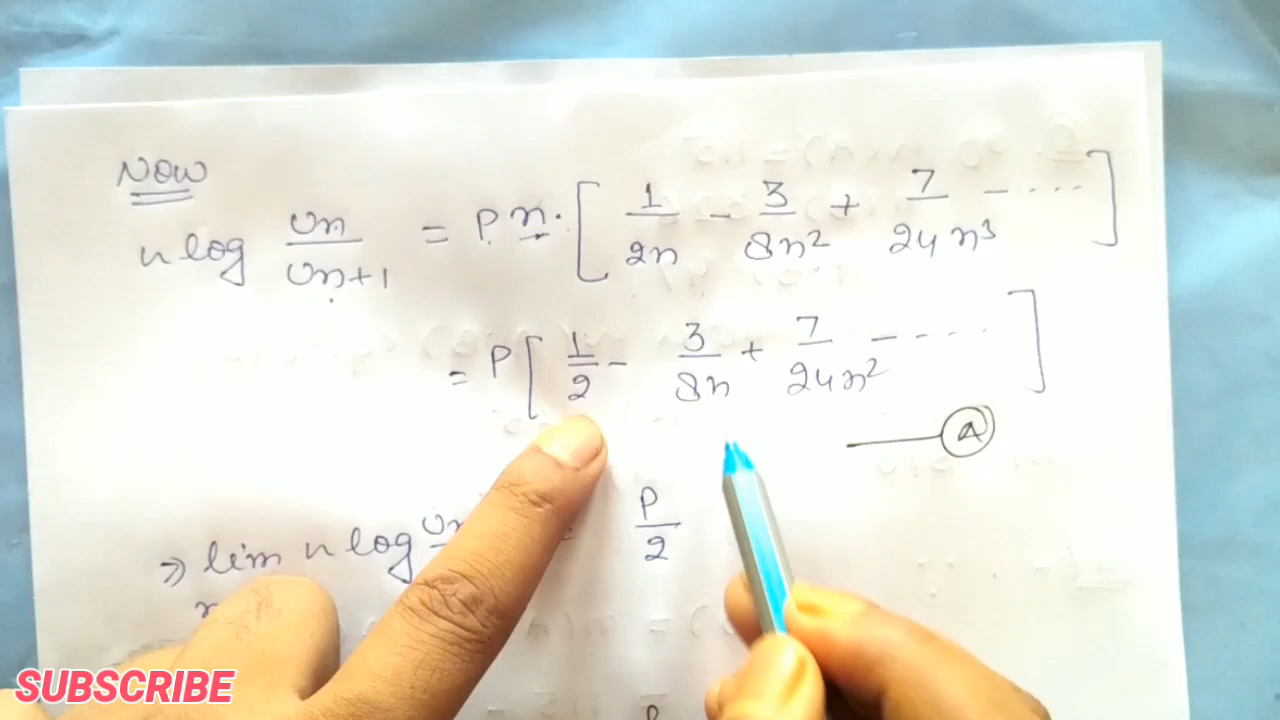 Now
n log Un/Un+1 = P n · [ 1/2n - 3/8n² + 7/24n³ - ---- ]
= P [ 1/2 - 3/8n + 7/24n² - ---- ]
A
⇒ lim n log Un P/2
n
P
SUBSCRIBE